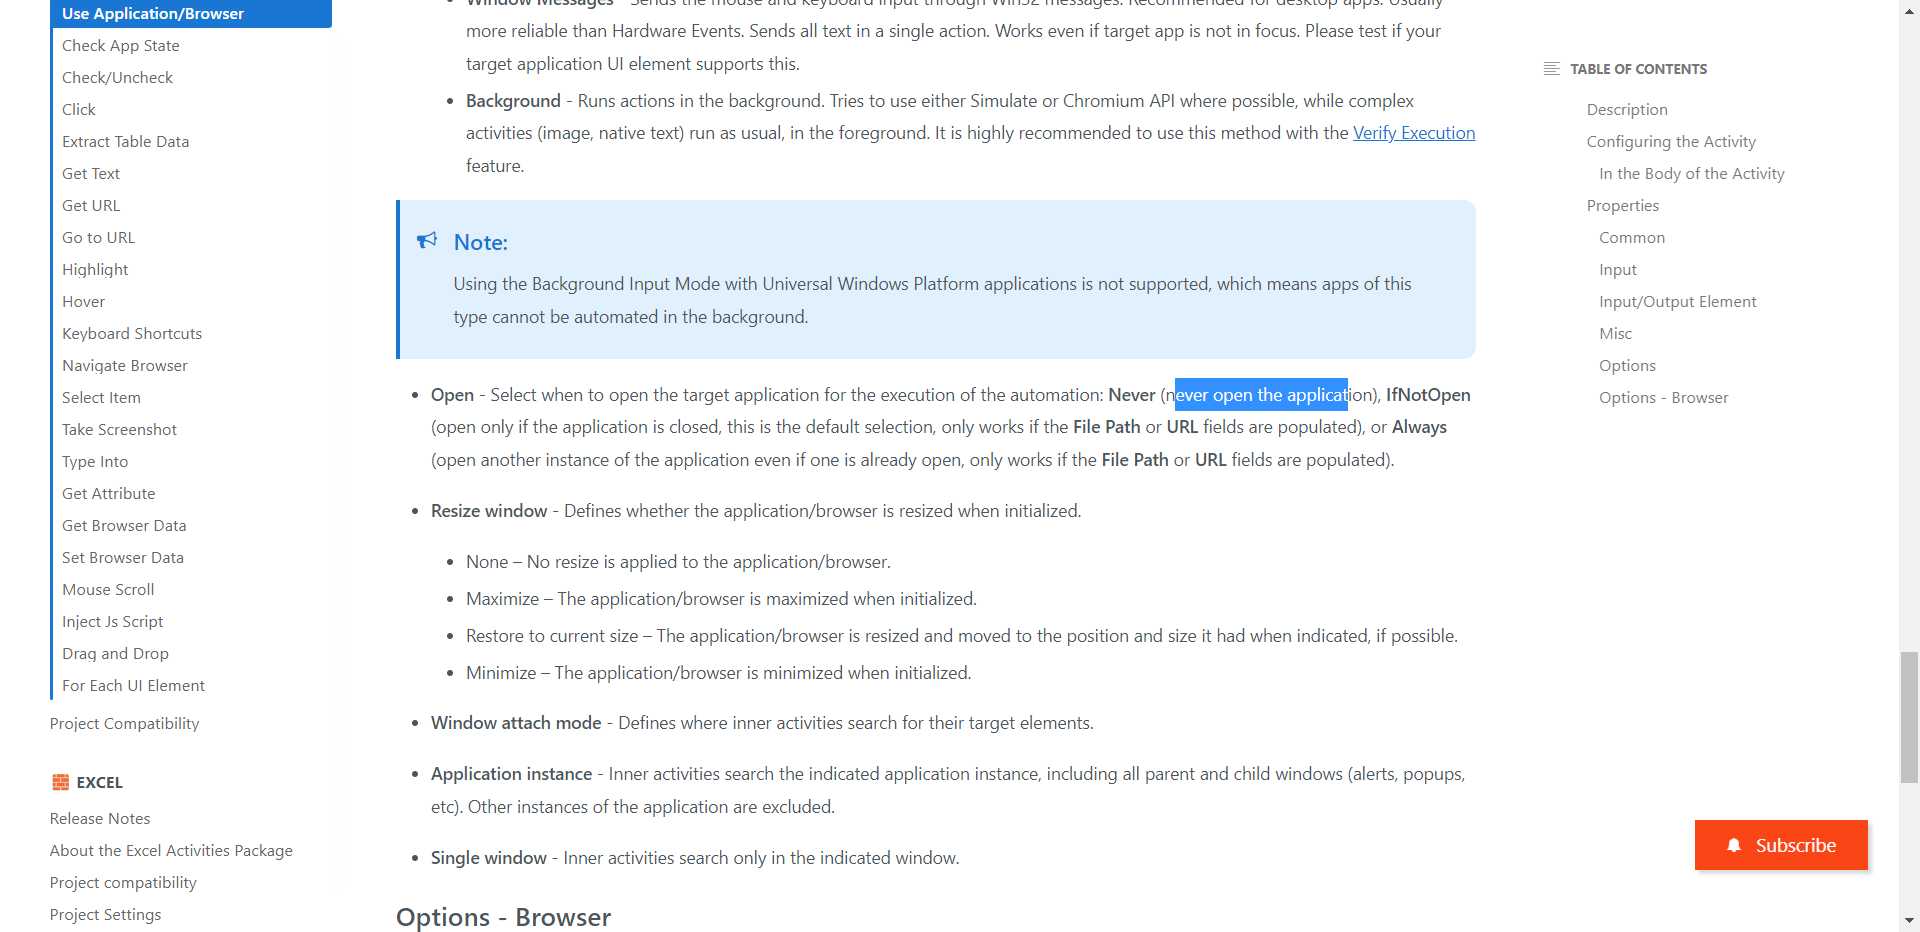 Use Application/Browser
Check App State
Check/Uncheck
Click
Extract Table Data
Get Text
Get URL
Go to URL
Highlight
Hover
Keyboard Shortcuts
Navigate Browser
Select Item
Take Screenshot
Type Into
Get Attribute
Get Browser Data
Set Browser Data
Mouse Scroll
Inject Js Script
Drag and Drop
For Each UI Element
Project Compatibility
EXCEL
Release Notes
About the Excel Activities Package
Project compatibility
Project Settings
Window Messages - Sends the mouse and keyboard input through Win32 messages. Recommended for desktop apps. Usually
more reliable than Hardware Events. Sends all text in a single action. Works even if target app is not in focus. Please test if your
target application UI element supports this.
Background - Runs actions in the background. Tries to use either Simulate or Chromium API where possible, while complex
activities (image, native text) run as usual, in the foreground. It is highly recommended to use this method with the Verify Execution
feature.
Note:
Using the Background Input Mode with Universal Windows Platform applications is not supported, which means apps of this
type cannot be automated in the background.
Open - Select when to open the target application for the execution of the automation: Never (never open the application), IfNotOpen
(open only if the application is closed, this is the default selection, only works if the File Path or URL fields are populated), or Always
(open another instance of the application even if one is already open, only works if the File Path or URL fields are populated).
Resize window - Defines whether the application/browser is resized when initialized.
None – No resize is applied to the application/browser.
Maximize – The application/browser is maximized when initialized.
Restore to current size – The application/browser is resized and moved to the position and size it had when indicated, if possible.
Minimize – The application/browser is minimized when initialized.
Window attach mode - Defines where inner activities search for their target elements.
Application instance - Inner activities search the indicated application instance, including all parent and child windows (alerts, popups,
etc). Other instances of the application are excluded.
Single window - Inner activities search only in the indicated window.
Options - Browser
TABLE OF CONTENTS
Description
Configuring the Activity
In the Body of the Activity
Properties
Common
Input
Input/Output Element
Misc
Options
Options - Browser
Subscribe